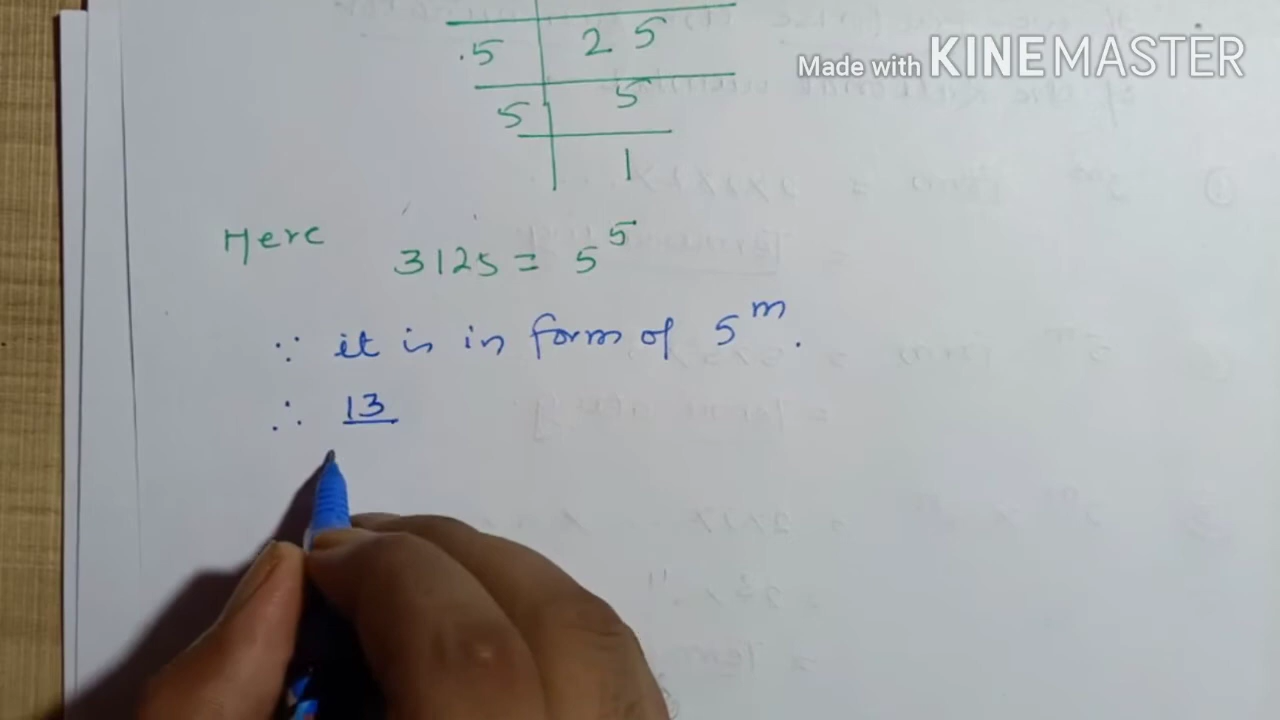 Made with KINEMASTER
.5 25
5 5
1
Here 3125 = 5^5
∵ it is in form of 5^m.
∴ 13